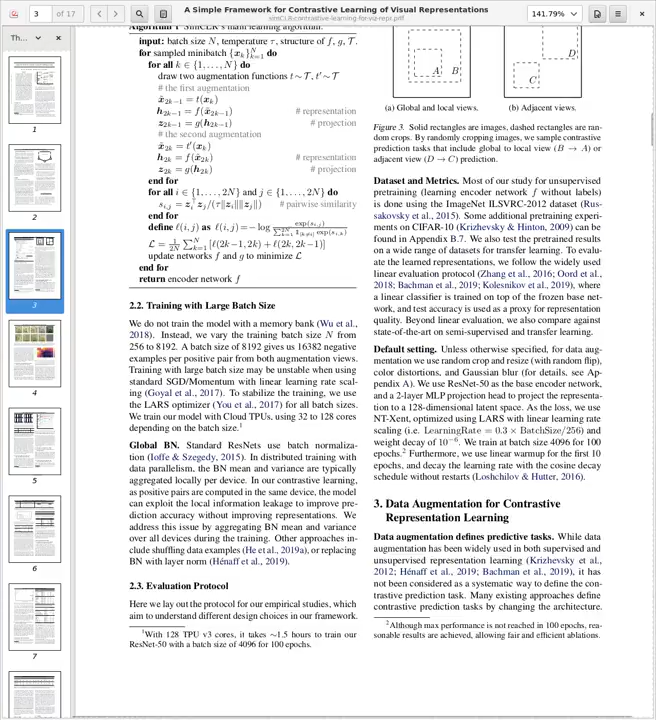 3 of 17
A Simple Framework for Contrastive Learning of Visual Representations
simCLR-contrastive-learning-for-viz-repr.pdf
141.79%
Th...
1
2
3
4
5
6
7
input: batch size N, temperature τ, structure of f, g, 𝒯.
for sampled minibatch {x_k}_{k=1}^N do
for all k ∈ {1, . . . , N} do
draw two augmentation functions t ∼ 𝒯, t′ ∼ 𝒯
# the first augmentation
x̃_{2k−1} = t(x_k)
h_{2k−1} = f(x̃_{2k−1}) # representation
z_{2k−1} = g(h_{2k−1}) # projection
# the second augmentation
x̃_{2k} = t′(x_k)
h_{2k} = f(x̃_{2k}) # representation
z_{2k} = g(h_{2k}) # projection
end for
for all i ∈ {1, . . . , 2N} and j ∈ {1, . . . , 2N} do
s_{i,j} = z_i^⊤ z_j/(τ‖z_i‖‖z_j‖) # pairwise similarity
end for
define ℓ(i, j) as ℓ(i, j) = − log exp(s_{i,j}) / ∑_{k=1}^{2N} 𝟙_{[k≠i]} exp(s_{i,k})
ℒ = 1/2N ∑_{k=1}^N [ℓ(2k−1, 2k) + ℓ(2k, 2k−1)]
update networks f and g to minimize ℒ
end for
return encoder network f
2.2. Training with Large Batch Size
We do not train the model with a memory bank (Wu et al.,
2018). Instead, we vary the training batch size N from
256 to 8192. A batch size of 8192 gives us 16382 negative
examples per positive pair from both augmentation views.
Training with large batch size may be unstable when using
standard SGD/Momentum with linear learning rate scal-
ing (Goyal et al., 2017). To stabilize the training, we use
the LARS optimizer (You et al., 2017) for all batch sizes.
We train our model with Cloud TPUs, using 32 to 128 cores
depending on the batch size.¹
Global BN. Standard ResNets use batch normaliza-
tion (Ioffe & Szegedy, 2015). In distributed training with
data parallelism, the BN mean and variance are typically
aggregated locally per device. In our contrastive learning,
as positive pairs are computed in the same device, the model
can exploit the local information leakage to improve pre-
diction accuracy without improving representations. We
address this issue by aggregating BN mean and variance
over all devices during the training. Other approaches in-
clude shuffling data examples (He et al., 2019a), or replacing
BN with layer norm (Hénaff et al., 2019).
2.3. Evaluation Protocol
Here we lay out the protocol for our empirical studies, which
aim to understand different design choices in our framework.
¹With 128 TPU v3 cores, it takes ∼1.5 hours to train our
ResNet-50 with a batch size of 4096 for 100 epochs.
A B
C
D
(a) Global and local views. (b) Adjacent views.
Figure 3. Solid rectangles are images, dashed rectangles are ran-
dom crops. By randomly cropping images, we sample contrastive
prediction tasks that include global to local view (B → A) or
adjacent view (D → C) prediction.
Dataset and Metrics. Most of our study for unsupervised
pretraining (learning encoder network f without labels)
is done using the ImageNet ILSVRC-2012 dataset (Rus-
sakovsky et al., 2015). Some additional pretraining experi-
ments on CIFAR-10 (Krizhevsky & Hinton, 2009) can be
found in Appendix B.7. We also test the pretrained results
on a wide range of datasets for transfer learning. To evalu-
ate the learned representations, we follow the widely used
linear evaluation protocol (Zhang et al., 2016; Oord et al.,
2018; Bachman et al., 2019; Kolesnikov et al., 2019), where
a linear classifier is trained on top of the frozen base net-
work, and test accuracy is used as a proxy for representation
quality. Beyond linear evaluation, we also compare against
state-of-the-art on semi-supervised and transfer learning.
Default setting. Unless otherwise specified, for data aug-
mentation we use random crop and resize (with random flip),
color distortions, and Gaussian blur (for details, see Ap-
pendix A). We use ResNet-50 as the base encoder network,
and a 2-layer MLP projection head to project the representa-
tion to a 128-dimensional latent space. As the loss, we use
NT-Xent, optimized using LARS with linear learning rate
scaling (i.e. LearningRate = 0.3 × BatchSize/256) and
weight decay of 10⁻⁶. We train at batch size 4096 for 100
epochs.² Furthermore, we use linear warmup for the first 10
epochs, and decay the learning rate with the cosine decay
schedule without restarts (Loshchilov & Hutter, 2016).
3. Data Augmentation for Contrastive
Representation Learning
Data augmentation defines predictive tasks. While data
augmentation has been widely used in both supervised and
unsupervised representation learning (Krizhevsky et al.,
2012; Hénaff et al., 2019; Bachman et al., 2019), it has
not been considered as a systematic way to define the con-
trastive prediction task. Many existing approaches define
contrastive prediction tasks by changing the architecture.
²Although max performance is not reached in 100 epochs, rea-
sonable results are achieved, allowing fair and efficient ablations.